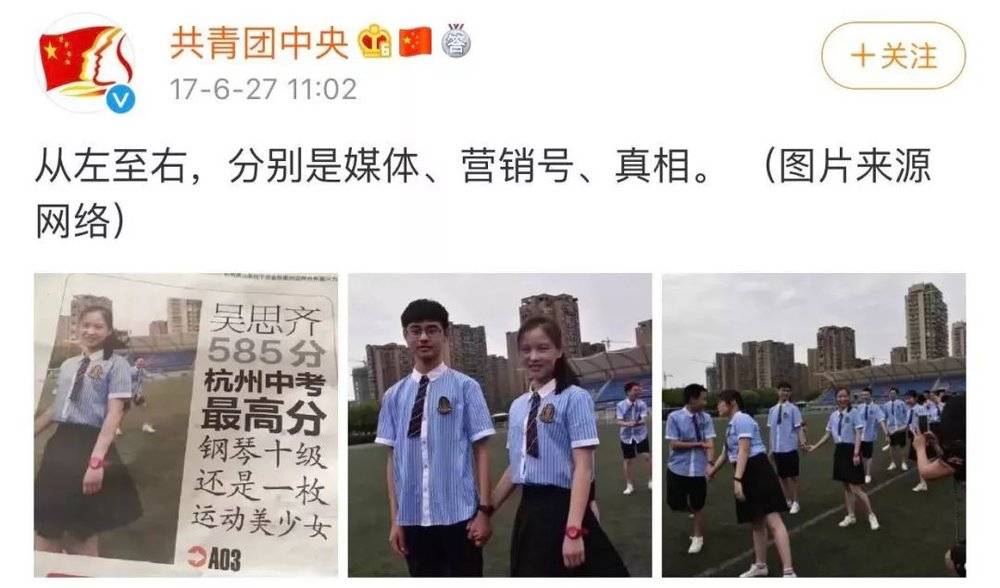 共青团中央
17-6-27 11:02
+关注
从左至右，分别是媒体、营销号、真相。（图片来源
网络）
吴思齐
585分
杭州中考
最高分
钢琴十级
还是一枚
运动美少女
A03